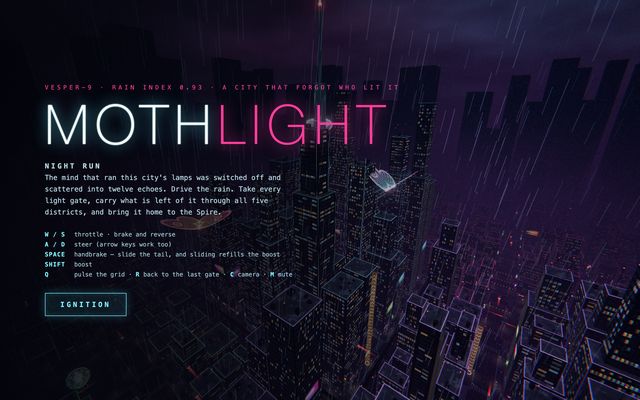 VESPER-9 · RAIN INDEX 0.93 · A CITY THAT FORGOT WHO LIT IT
MOTHLIGHT
NIGHT RUN
The mind that ran this city's lamps was switched off and
scattered into twelve echoes. Drive the rain. Take every
light gate, carry what is left of it through all five
districts, and bring it home to the Spire.
W / S throttle · brake and reverse
A / D steer (arrow keys work too)
SPACE handbrake — slide the tail, and sliding refills the boost
SHIFT boost
Q pulse the grid · R back to the last gate · C camera · M mute
IGNITION